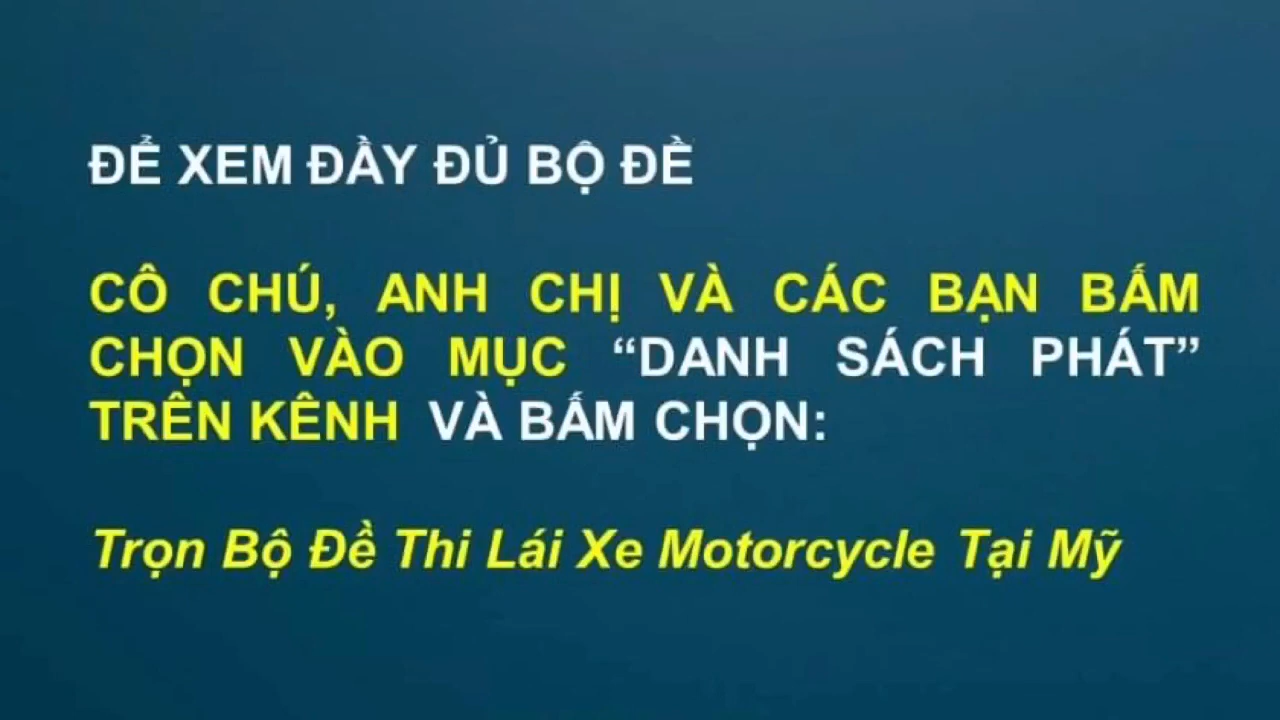 ĐỂ XEM ĐẦY ĐỦ BỘ ĐỀ
CÔ CHÚ, ANH CHỊ VÀ CÁC BẠN BẤM
CHỌN VÀO MỤC “DANH SÁCH PHÁT”
TRÊN KÊNH VÀ BẤM CHỌN:
Trọn Bộ Đề Thi Lái Xe Motorcycle Tại Mỹ